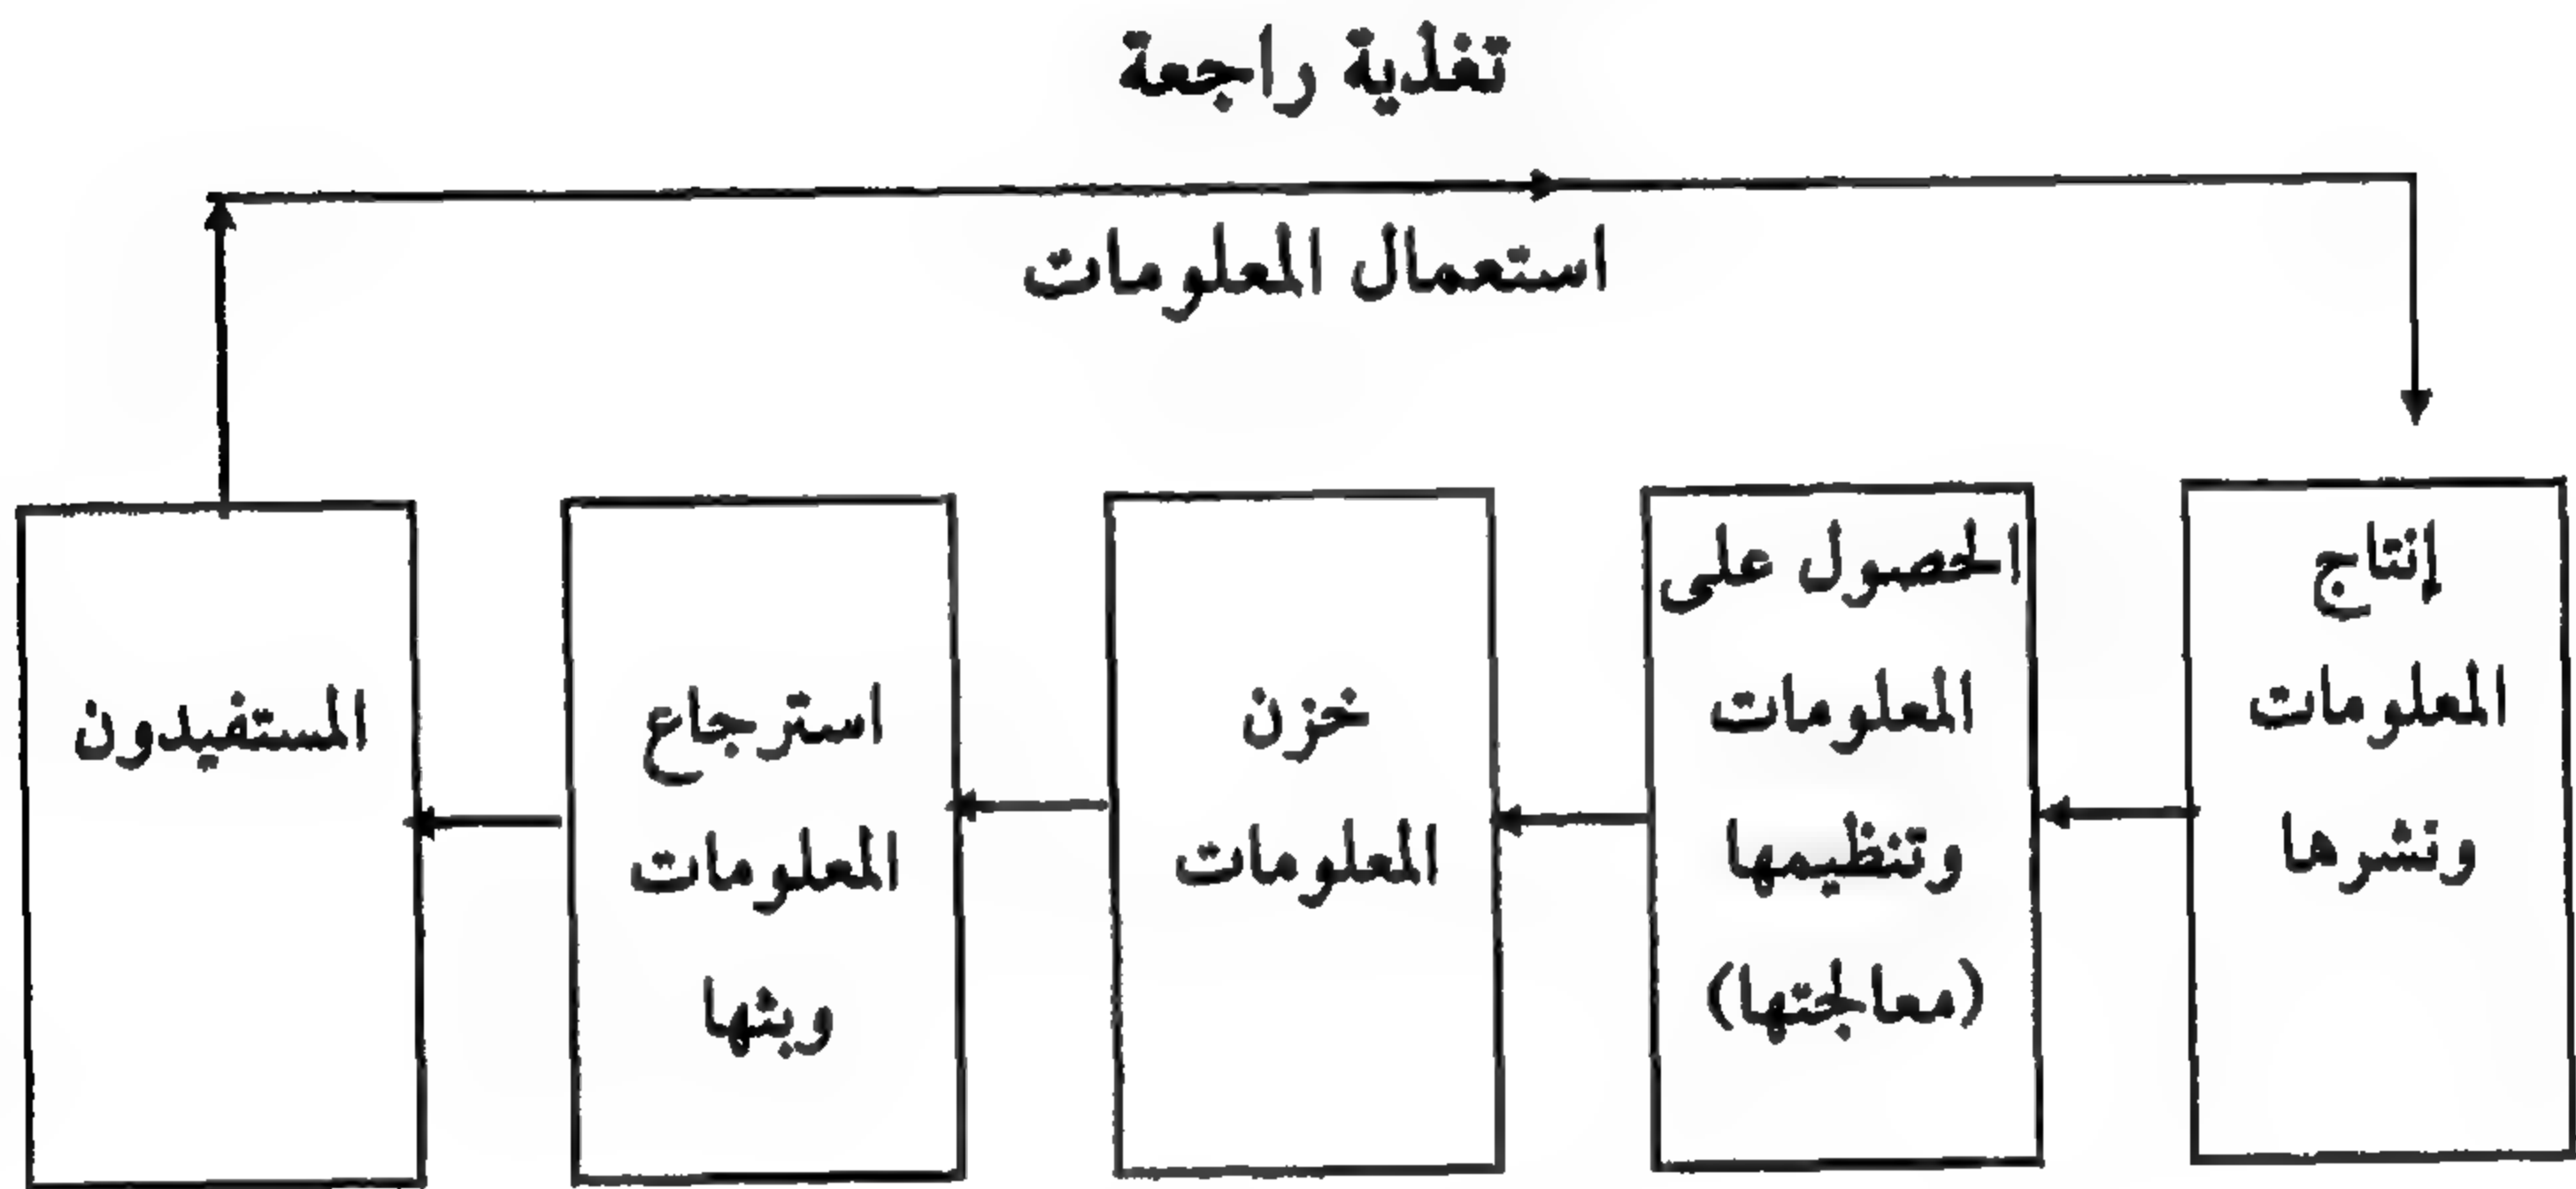 تغذية راجعة
استعمال المعلومات
إنتاج
المعلومات
ونشرها
الحصول على
المعلومات
وتنظيمها
(معالجتها)
خزن
المعلومات
استرجاع
المعلومات
وبثها
المستفيدون